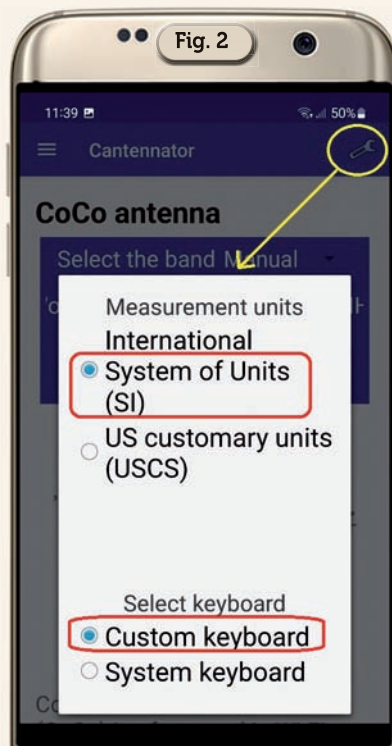 Fig. 2
11:39 50%
Cantennator
CoCo antenna
Select the band Manual
Measurement units
International
System of Units
(SI)
US customary units
(USCS)
Select keyboard
Custom keyboard
System keyboard